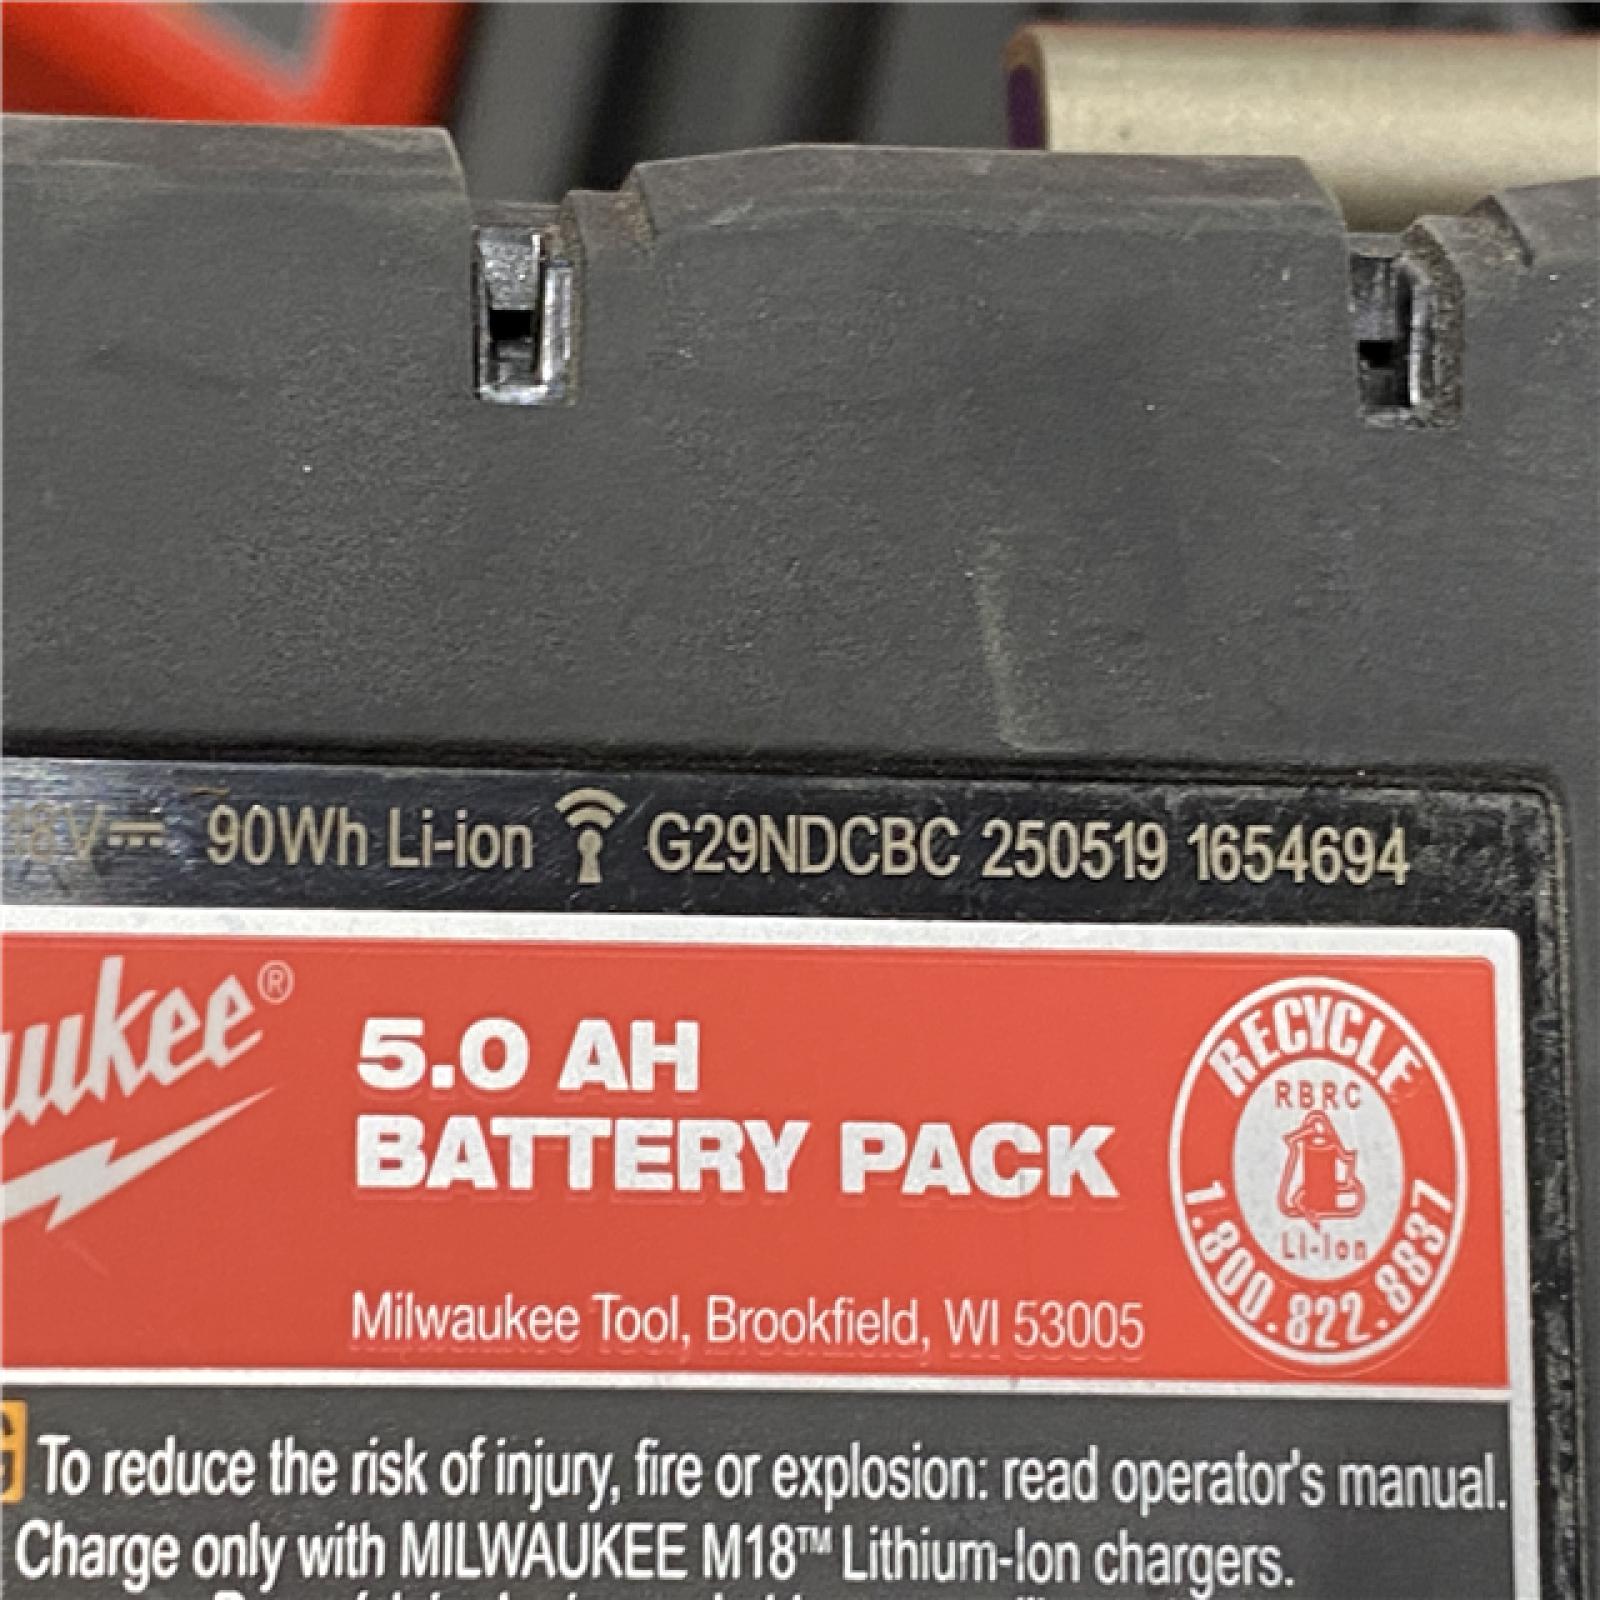 18V 90Wh Li-ion G29NDCBC 250519 1654694
ukee®
5.0 AH
BATTERY PACK
Milwaukee Tool, Brookfield, WI 53005
RECYCLE
RBRC
Li-Ion
1.800.822.8837
To reduce the risk of injury, fire or explosion: read operator's manual.
Charge only with MILWAUKEE M18™ Lithium-Ion chargers.